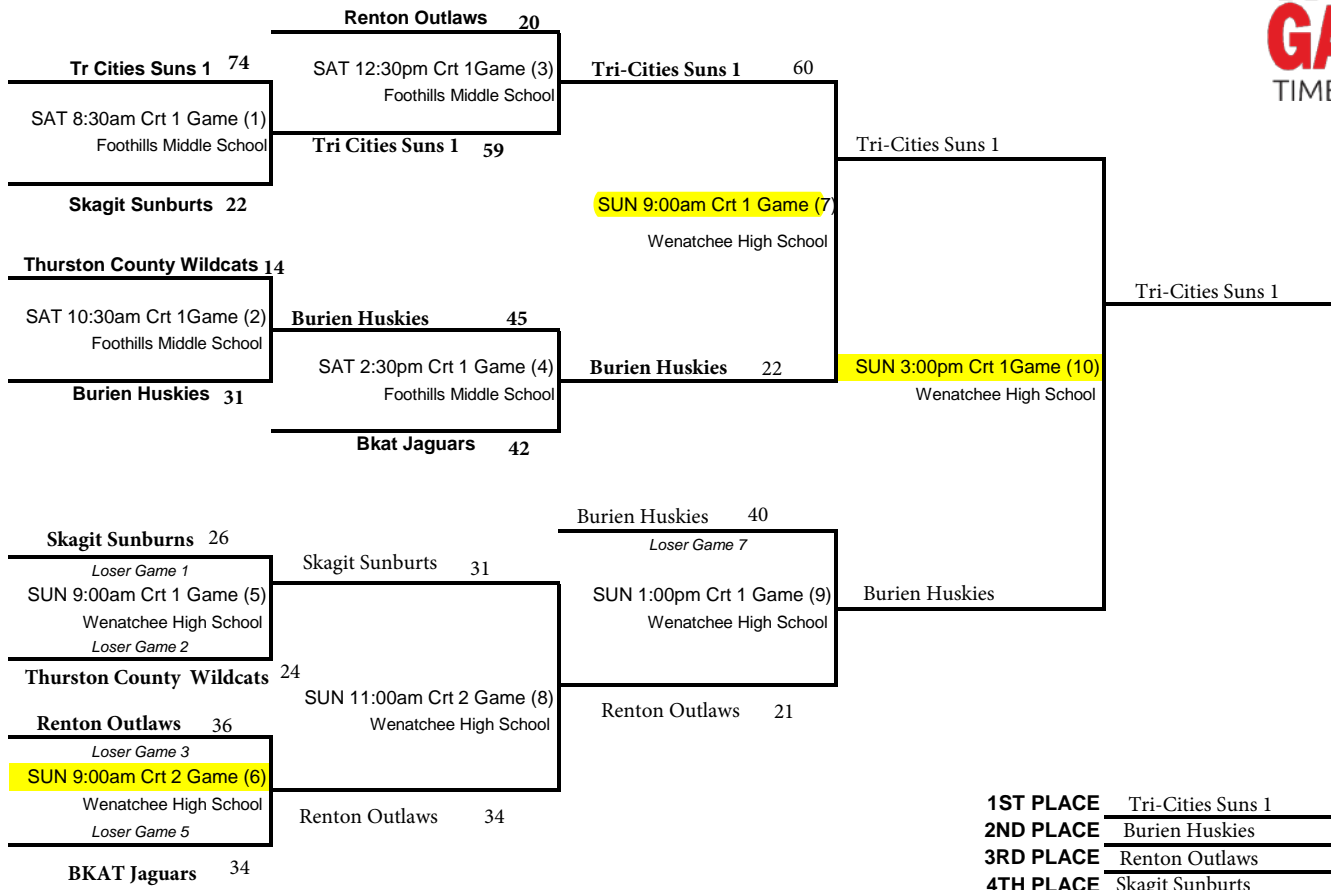 Renton Outlaws 20
Tr Cities Suns 1 74
SAT 12:30pm Crt 1Game (3)
Foothills Middle School
Tri-Cities Suns 1 60
SAT 8:30am Crt 1 Game (1)
Foothills Middle School
Tri Cities Suns 1 59
Tri-Cities Suns 1
Skagit Sunburts 22
SUN 9:00am Crt 1 Game (7)
Wenatchee High School
Thurston County Wildcats 14
Tri-Cities Suns 1
SAT 10:30am Crt 1Game (2)
Foothills Middle School
Burien Huskies 45
SAT 2:30pm Crt 1 Game (4)
Foothills Middle School
Burien Huskies 22
SUN 3:00pm Crt 1Game (10)
Wenatchee High School
Burien Huskies 31
Bkat Jaguars 42
Burien Huskies 40
Loser Game 7
Skagit Sunburns 26
Loser Game 1
SUN 9:00am Crt 1 Game (5)
Wenatchee High School
Loser Game 2
Skagit Sunburts 31
SUN 1:00pm Crt 1 Game (9)
Wenatchee High School
Burien Huskies
Thurston County Wildcats 24
SUN 11:00am Crt 2 Game (8)
Wenatchee High School
Renton Outlaws 21
Renton Outlaws 36
Loser Game 3
SUN 9:00am Crt 2 Game (6)
Wenatchee High School
Loser Game 5
Renton Outlaws 34
BKAT Jaguars 34
1ST PLACE Tri-Cities Suns 1
2ND PLACE Burien Huskies
3RD PLACE Renton Outlaws
4TH PLACE Skagit Sunburts